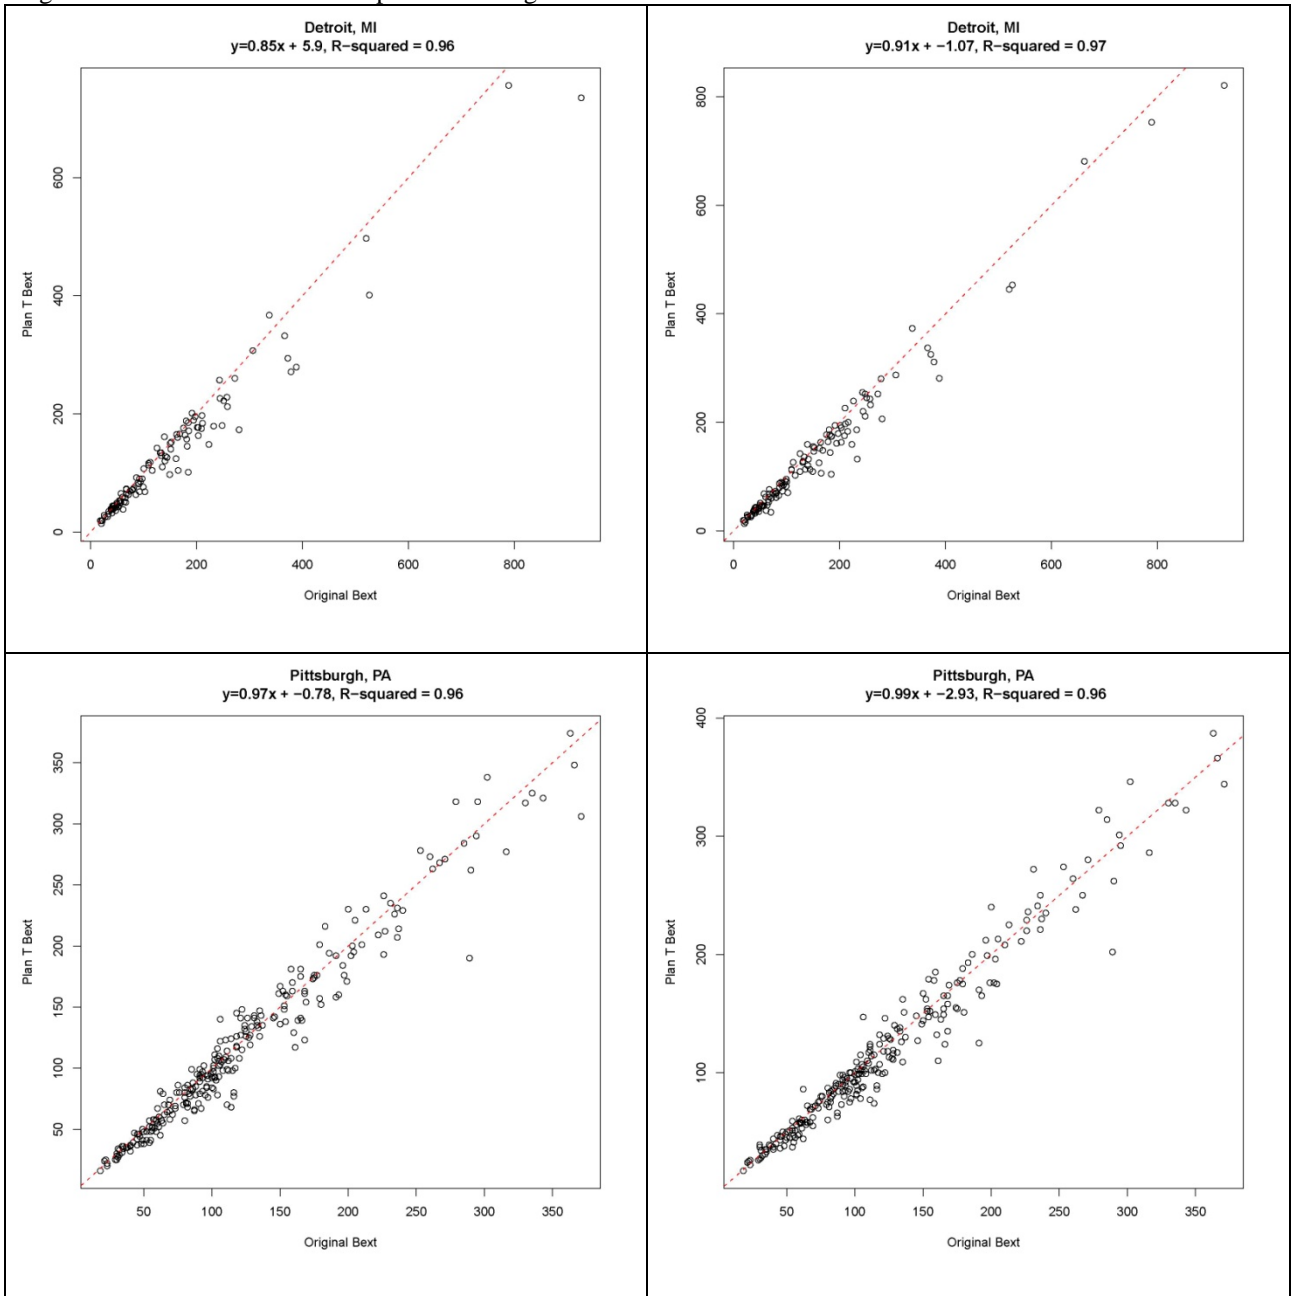 Detroit, MI
y=0.85x + 5.9, R−squared = 0.96
Plan T Bext
600
400
200
0
0 200 400 600 800
Original Bext
Detroit, MI
y=0.91x + −1.07, R−squared = 0.97
Plan T Bext
800
600
400
200
0
0 200 400 600 800
Original Bext
Pittsburgh, PA
y=0.97x + −0.78, R−squared = 0.96
Plan T Bext
350
300
250
200
150
100
50
50 100 150 200 250 300 350
Original Bext
Pittsburgh, PA
y=0.99x + −2.93, R−squared = 0.96
Plan T Bext
400
300
200
100
50 100 150 200 250 300 350
Original Bext